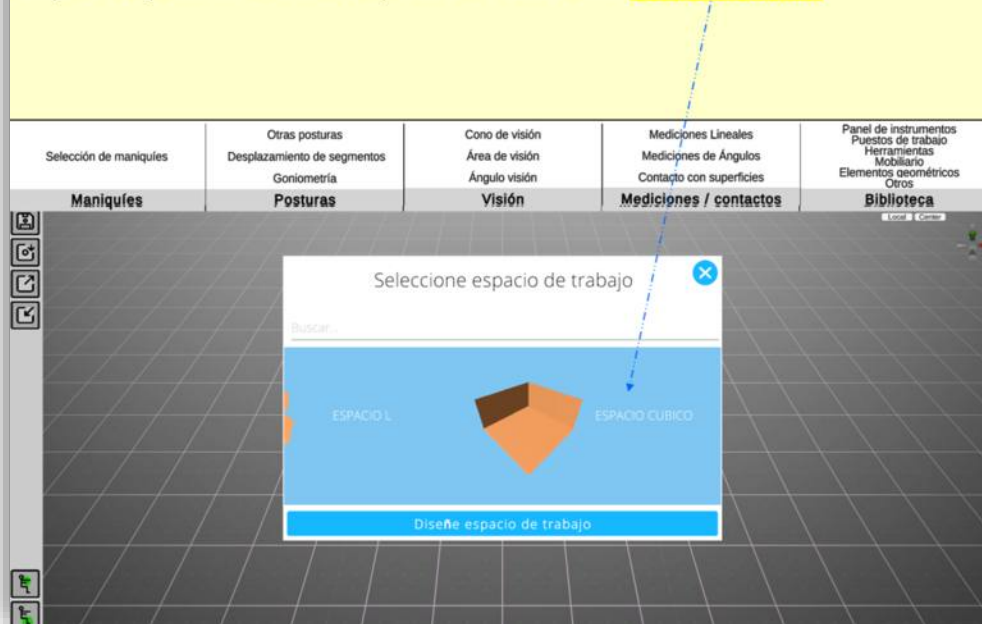 Selección de maniquíes
Otras posturas
Desplazamiento de segmentos
Goniometría
Cono de visión
Área de visión
Ángulo visión
Mediciones Lineales
Mediciones de Ángulos
Contacto con superficies
Panel de instrumentos
Puestos de trabajo
Herramientas
Mobiliario
Elementos geométricos
Otros
Maniquíes
Posturas
Visión
Mediciones / contactos
Biblioteca
Local
Center
Seleccione espacio de trabajo
Buscar...
ESPACIO L
ESPACIO CUBICO
Diseñe espacio de trabajo